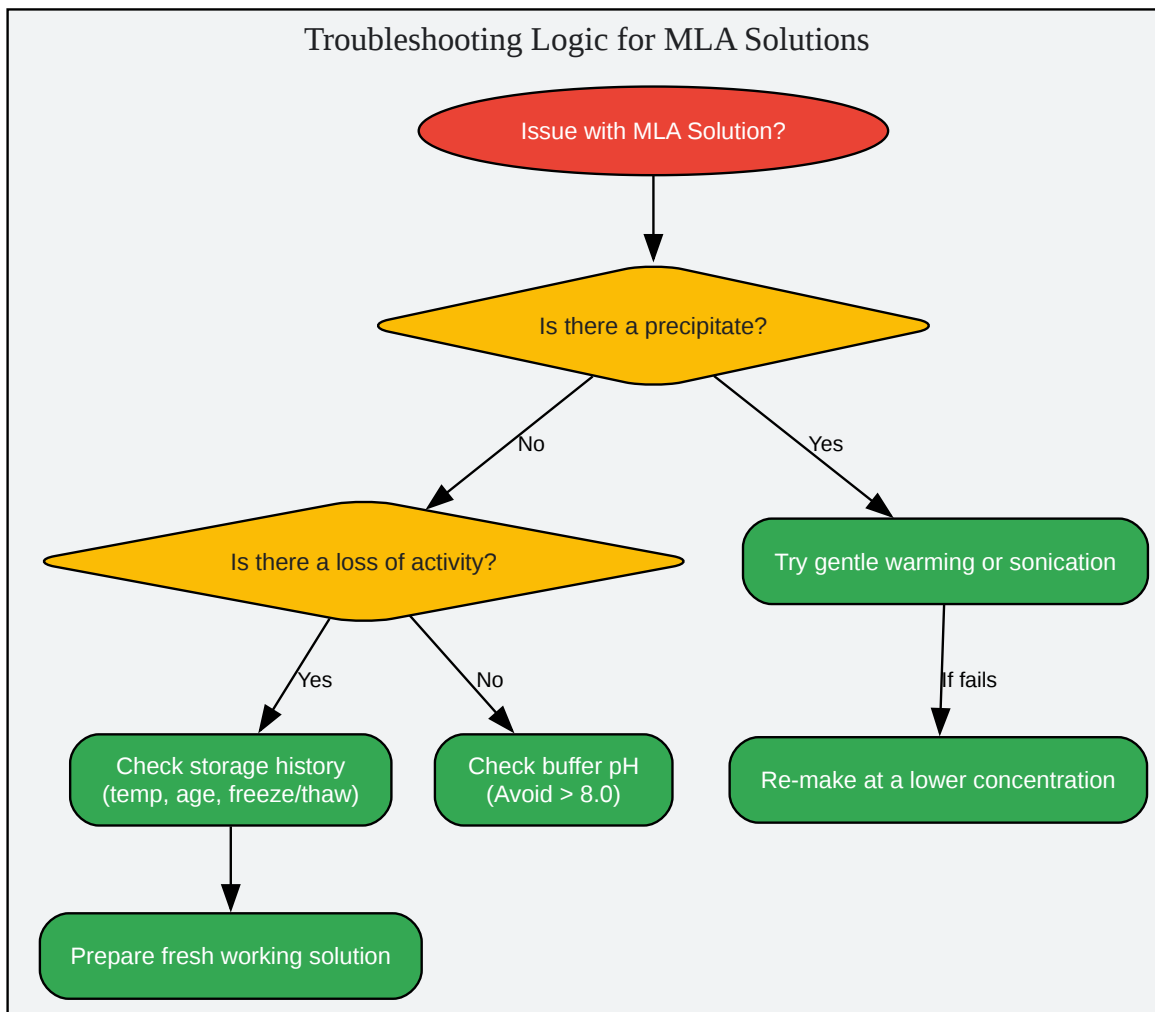 Troubleshooting Logic for MLA Solutions
Issue with MLA Solution?
Is there a precipitate?
No
Yes
Is there a loss of activity?
Try gentle warming or sonication
Yes
No
If fails
Check storage history
(temp, age, freeze/thaw)
Check buffer pH
(Avoid > 8.0)
Re-make at a lower concentration
Prepare fresh working solution